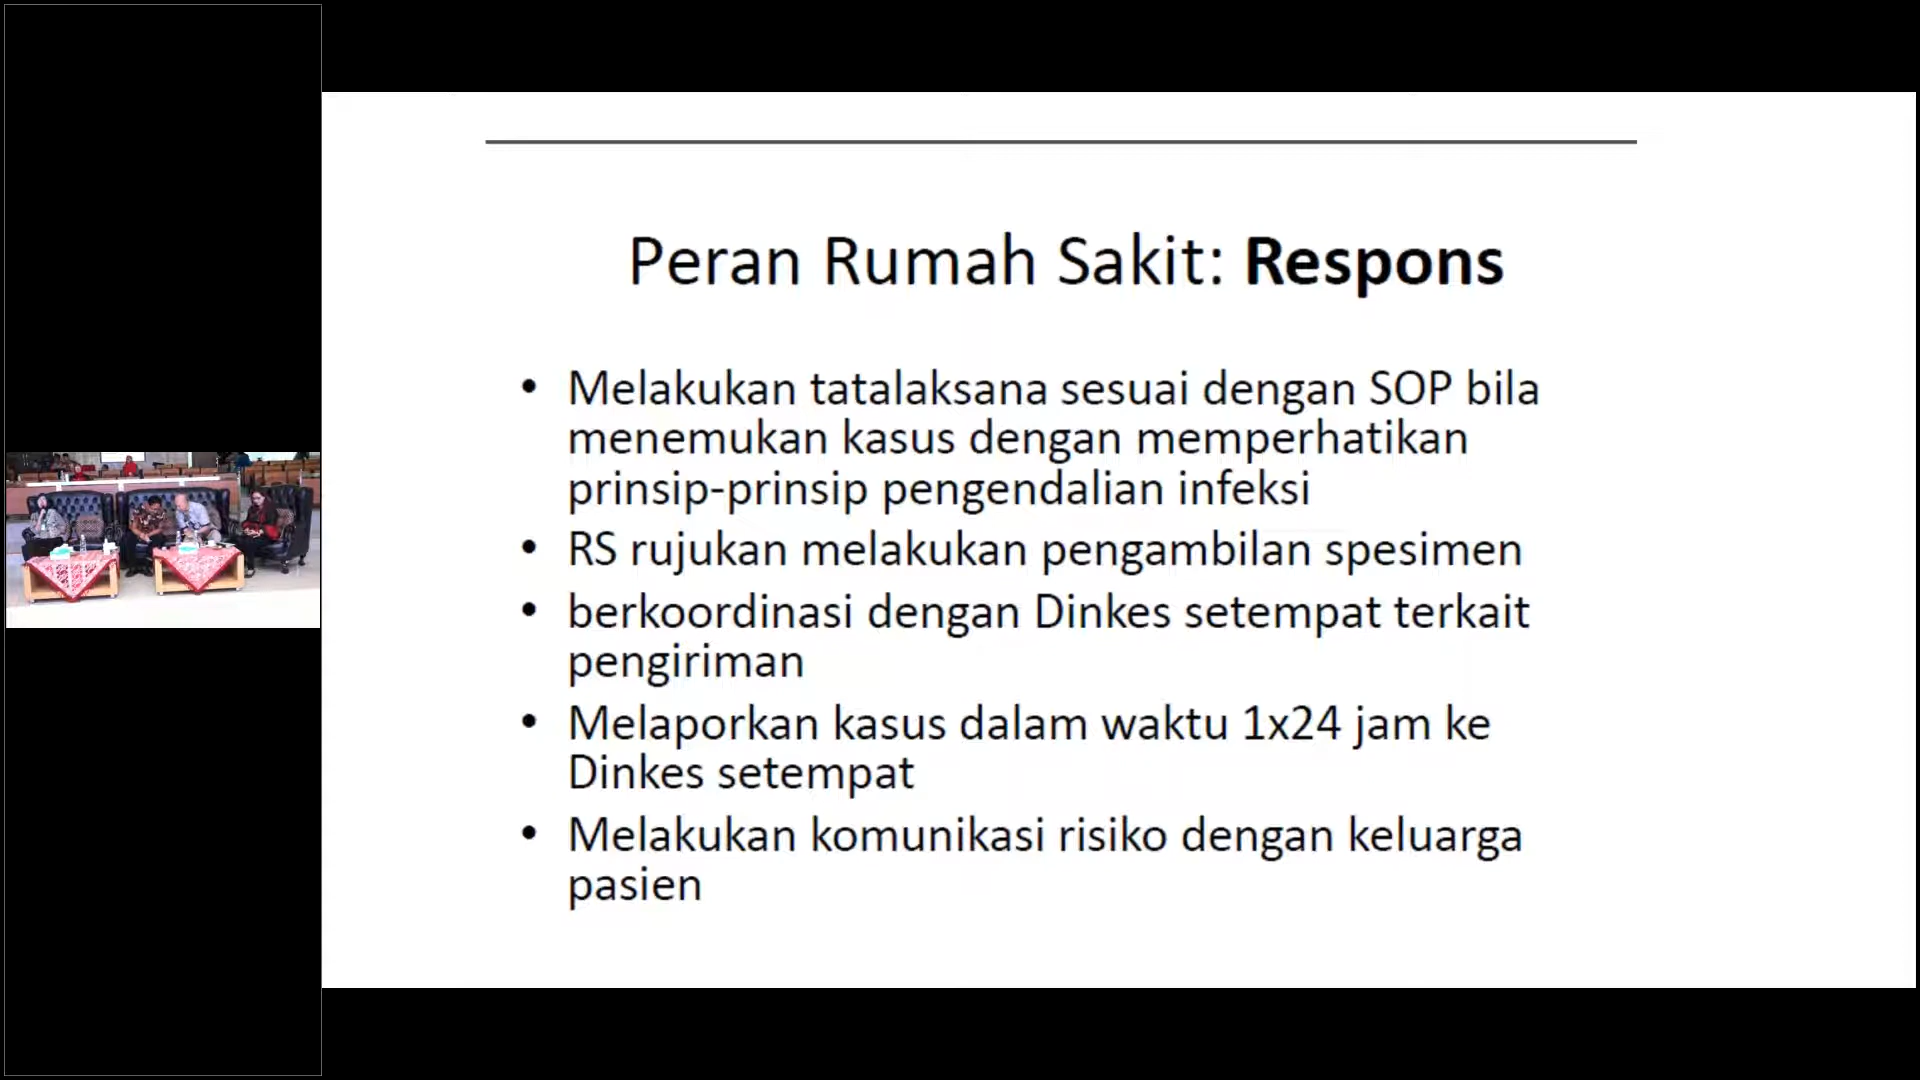 Peran Rumah Sakit: Respons
• Melakukan tatalaksana sesuai dengan SOP bila
menemukan kasus dengan memperhatikan
prinsip-prinsip pengendalian infeksi
• RS rujukan melakukan pengambilan spesimen
• berkoordinasi dengan Dinkes setempat terkait
pengiriman
• Melaporkan kasus dalam waktu 1x24 jam ke
Dinkes setempat
• Melakukan komunikasi risiko dengan keluarga
pasien